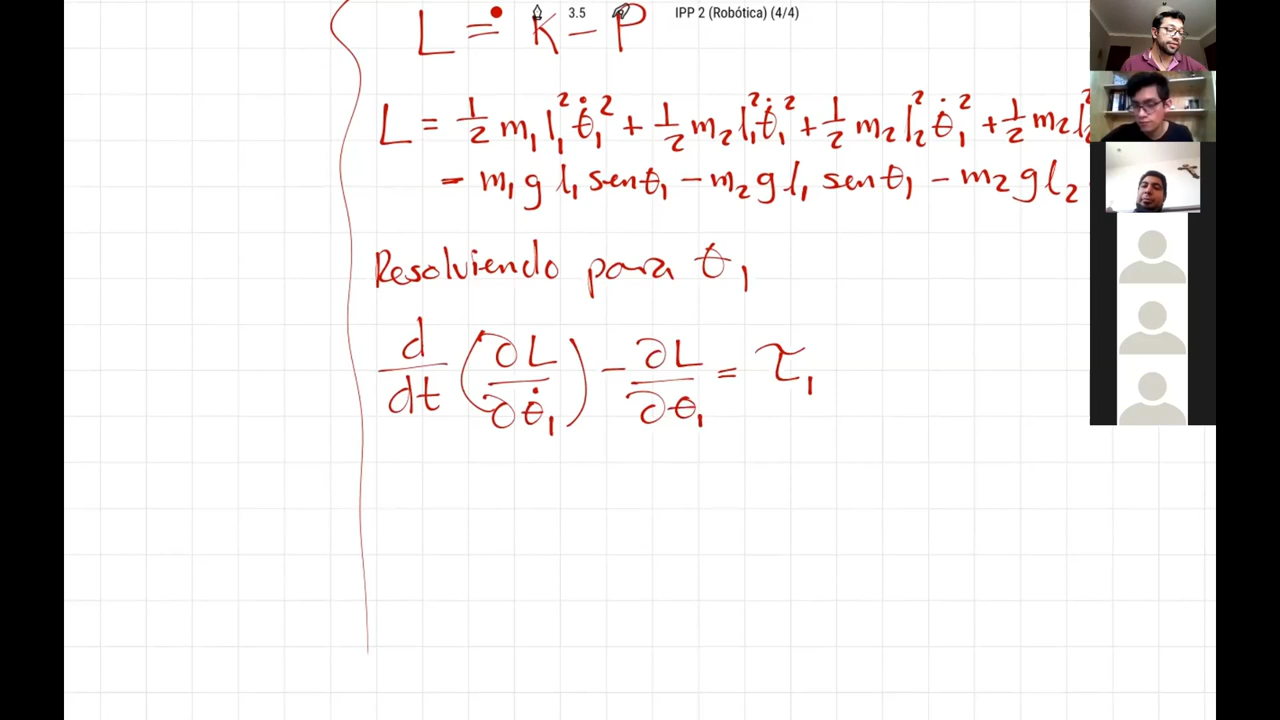 3.5 IPP 2 (Robótica) (4/4)
L = K - P
L = 1/2 m₁ l₁² θ̇₁² + 1/2 m₂ l₁² θ̇₁² + 1/2 m₂ l₂² θ̇₁² + 1/2 m₂ l₂²
- m₁ g l₁ sen θ₁ - m₂ g l₁ sen θ₁ - m₂ g l₂
Resolviendo para θ₁
d/dt (∂L/∂θ̇₁) - ∂L/∂θ₁ = τ₁